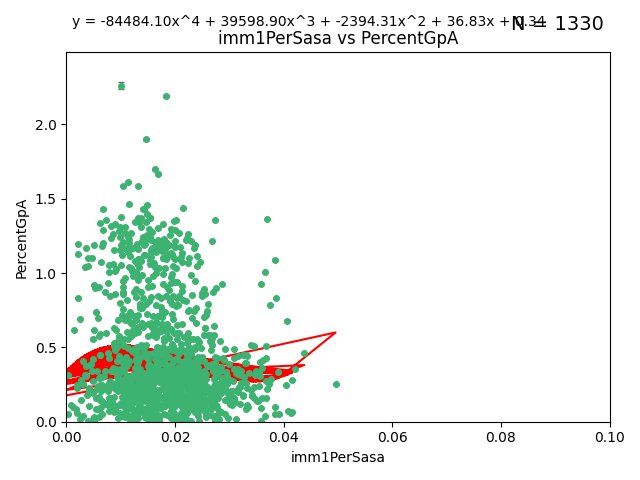 y = -84484.10x^4 + 39598.90x^3 + -2394.31x^2 + 36.83x + 0.34
N = 1330
imm1PerSasa vs PercentGpA
PercentGpA
2.0
1.5
1.0
0.5
0.0
0.00 0.02 0.04 0.06 0.08 0.10
imm1PerSasa